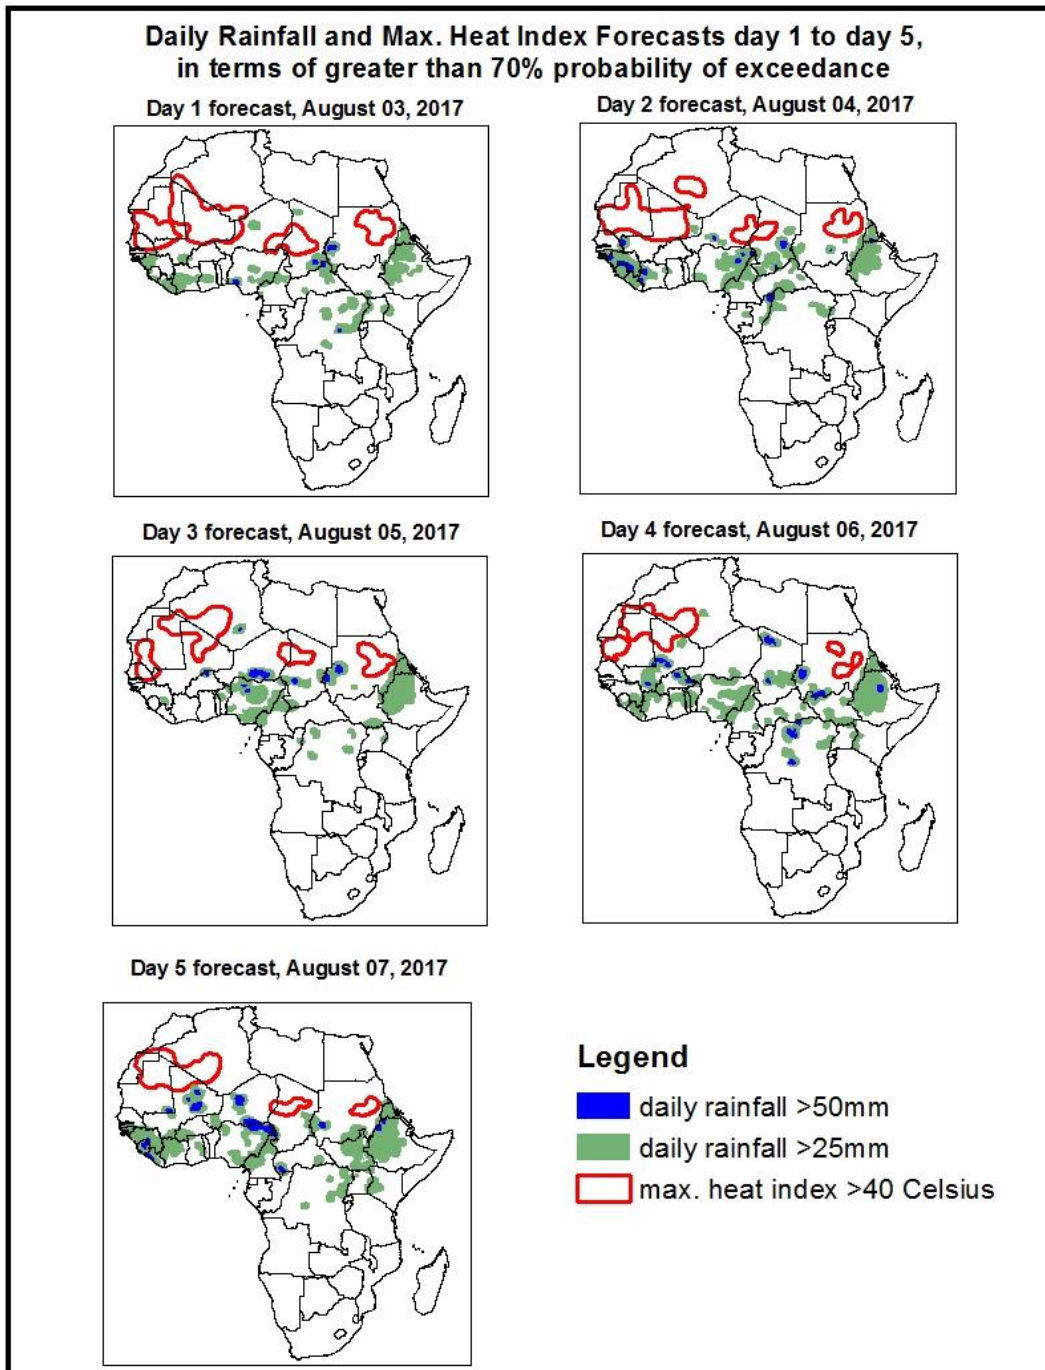 Daily Rainfall and Max. Heat Index Forecasts day 1 to day 5,
in terms of greater than 70% probability of exceedance
Day 1 forecast, August 03, 2017
Day 2 forecast, August 04, 2017
Day 3 forecast, August 05, 2017
Day 4 forecast, August 06, 2017
Day 5 forecast, August 07, 2017
Legend
daily rainfall >50mm
daily rainfall >25mm
max. heat index >40 Celsius